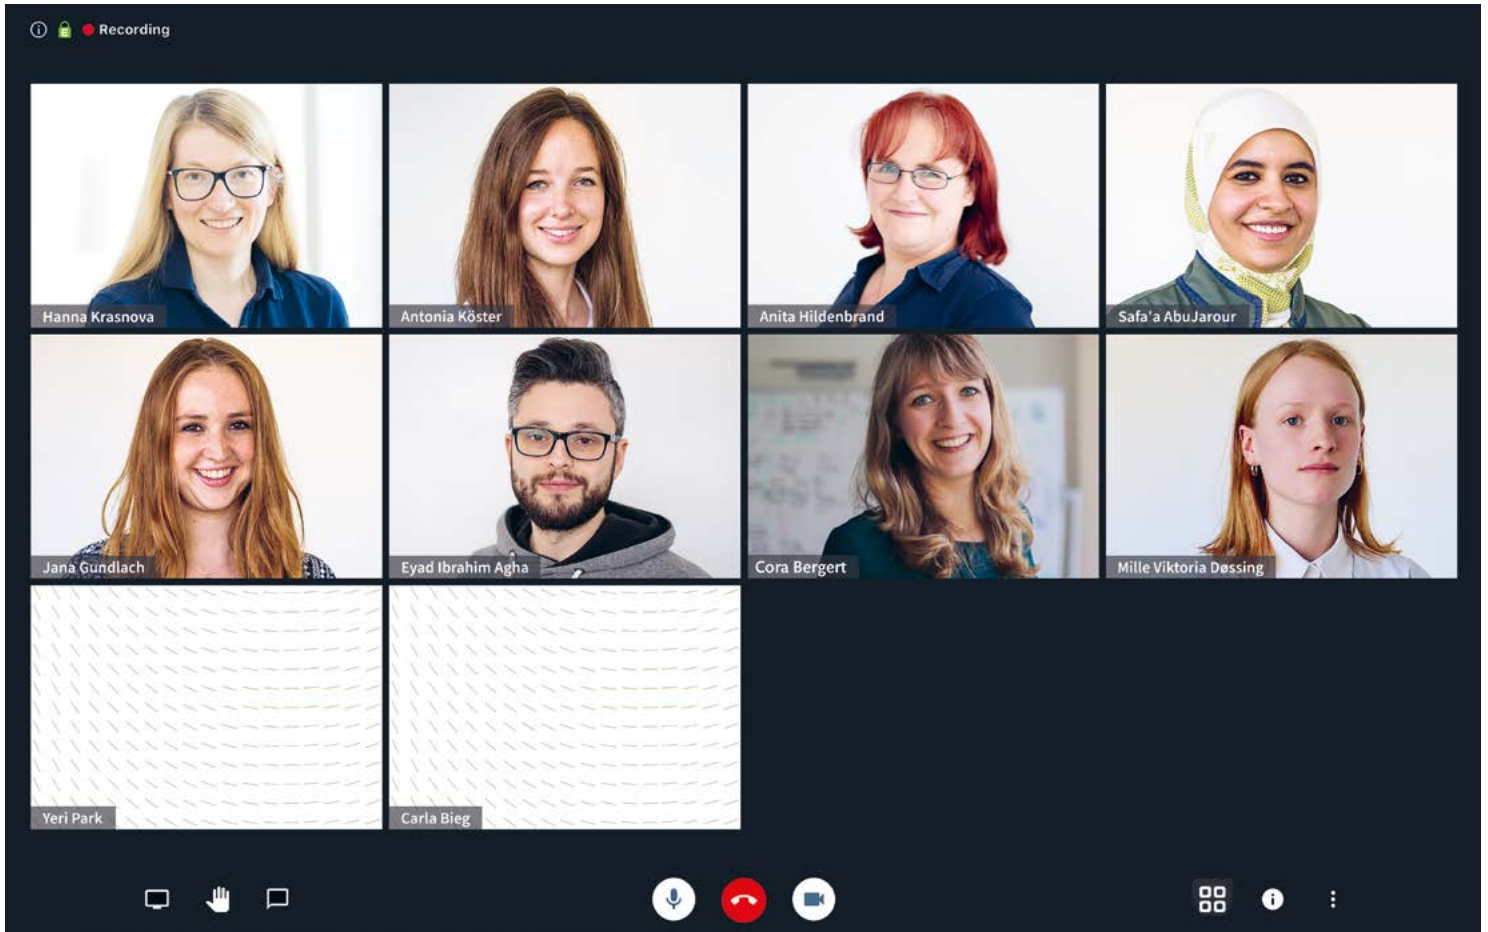 Recording
Hanna Krasnova
Antonia Köster
Anita Hildenbrand
Safa'a AbuJarour
Jana Gundlach
Eyad Ibrahim Agha
Cora Bergert
Mille Viktoria Døssing
Yeri Park
Carla Bieg